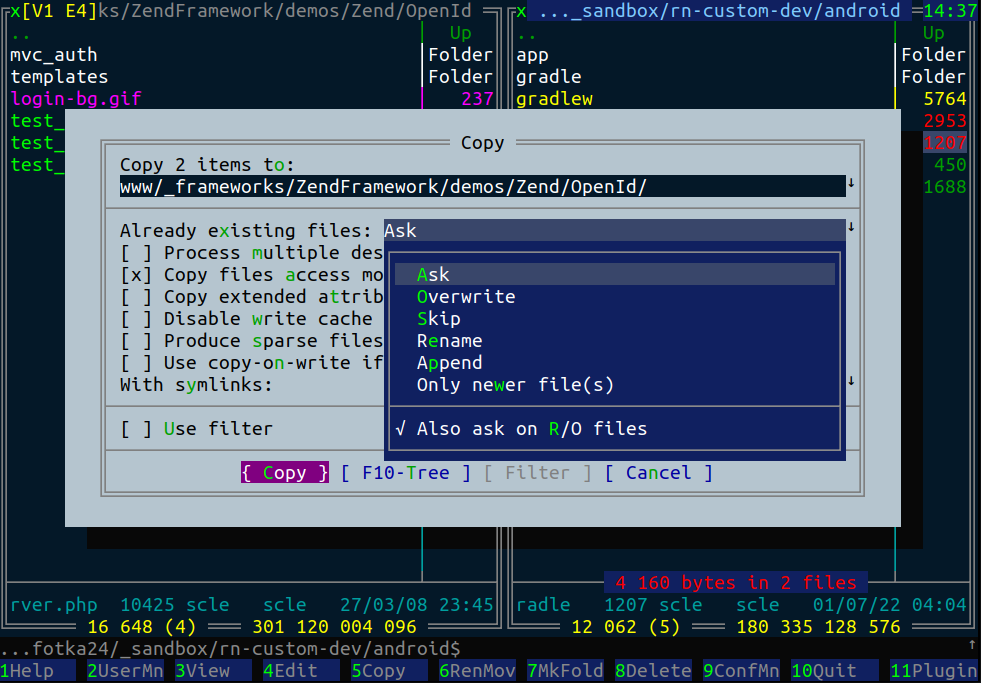 x[V1 E4]ks/ZendFramework/demos/Zend/OpenId x ..._sandbox/rn-custom-dev/android 14:37
.. Up .. Up
mvc_auth Folder app Folder
templates Folder gradle Folder
login-bg.gif 237 gradlew 5764
test_ 2953
test_ 1207
test_ 450
1688
Copy
Copy 2 items to:
www/_frameworks/ZendFramework/demos/Zend/OpenId/ ↓
Already existing files: Ask ↓
[ ] Process multiple des
[x] Copy files access mo Ask
[ ] Copy extended attrib Overwrite
[ ] Disable write cache Skip
[ ] Produce sparse files Rename
[ ] Use copy-on-write if Append
With symlinks: Only newer file(s) ↓
[ ] Use filter √ Also ask on R/O files
{ Copy } [ F10-Tree ] [ Filter ] [ Cancel ]
4 160 bytes in 2 files
rver.php 10425 scle scle 27/03/08 23:45 radle 1207 scle scle 01/07/22 04:04
16 648 (4) 301 120 004 096 12 062 (5) 180 335 128 576
...fotka24/_sandbox/rn-custom-dev/android$ ↑
1Help 2UserMn 3View 4Edit 5Copy 6RenMov 7MkFold 8Delete 9ConfMn 10Quit 11Plugin